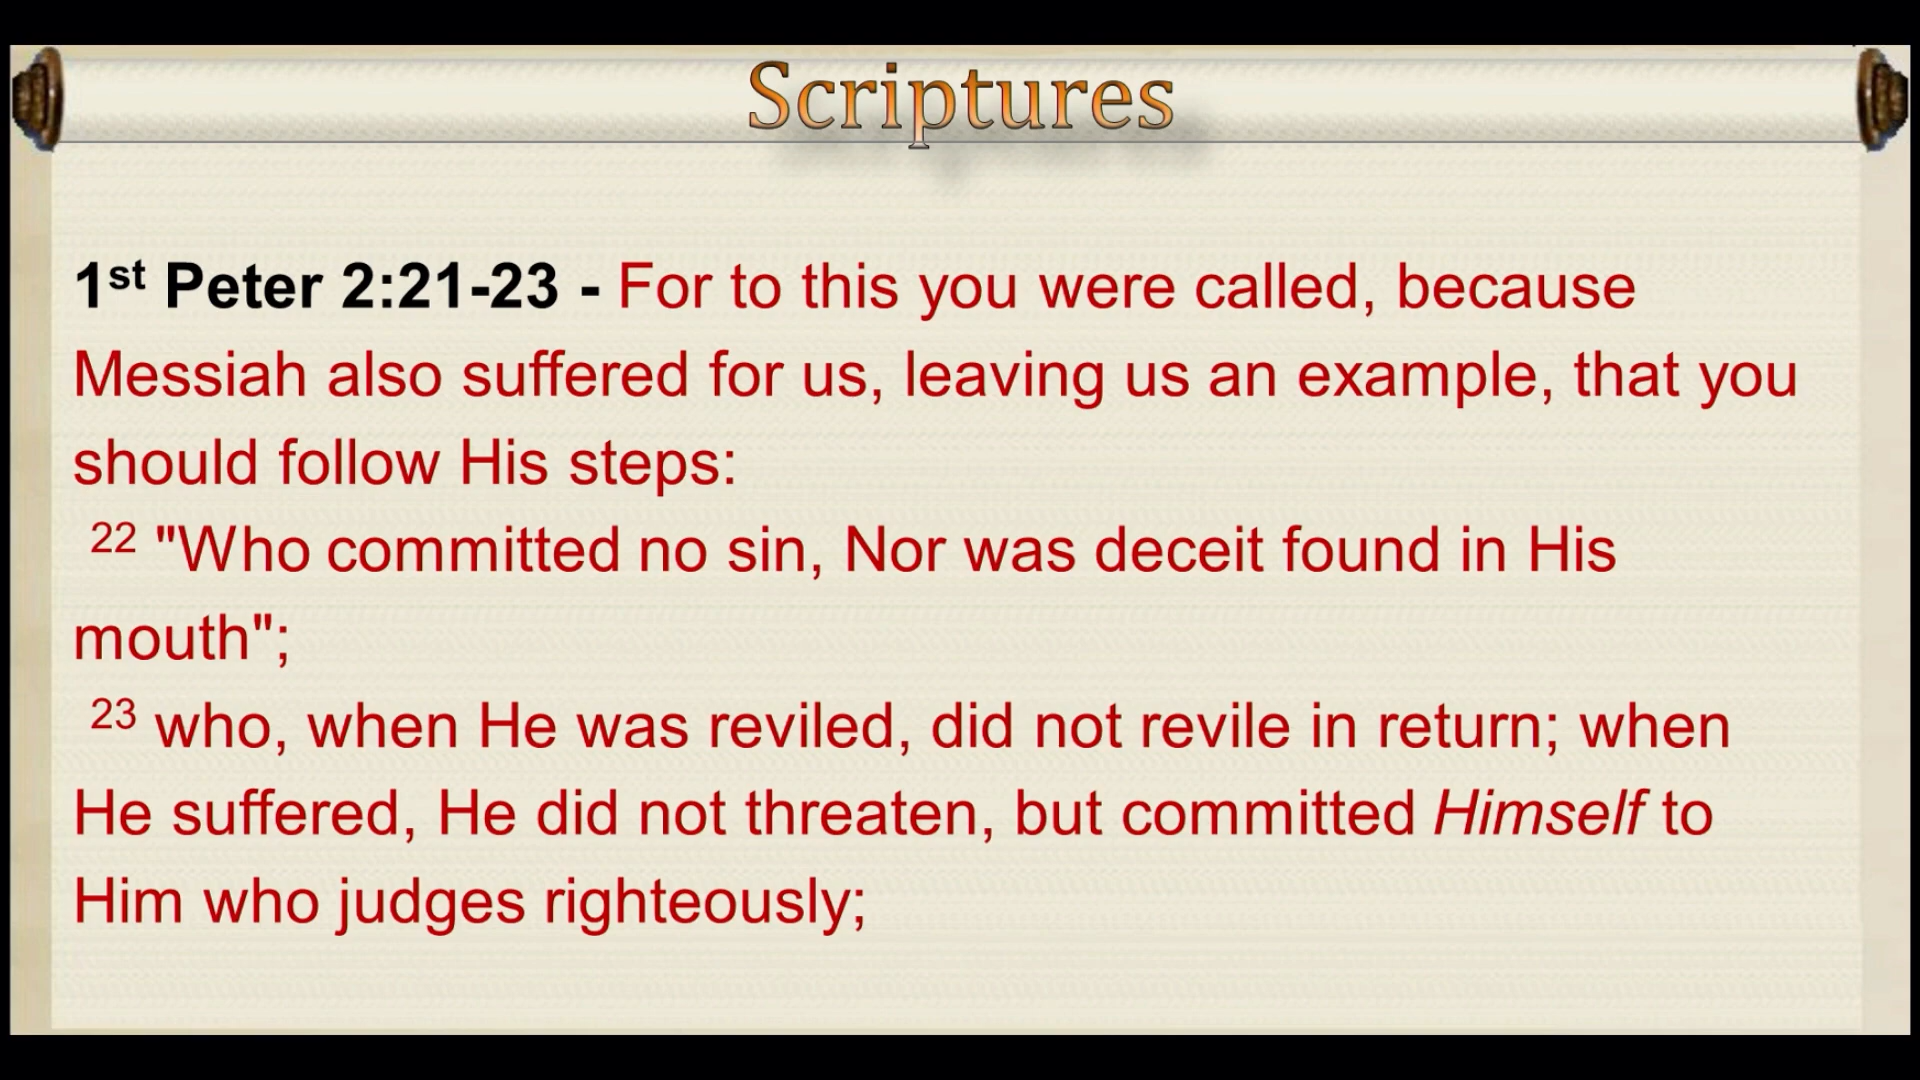 Scriptures
1st Peter 2:21-23 - For to this you were called, because
Messiah also suffered for us, leaving us an example, that you
should follow His steps:
22 "Who committed no sin, Nor was deceit found in His
mouth";
23 who, when He was reviled, did not revile in return; when
He suffered, He did not threaten, but committed Himself to
Him who judges righteously;